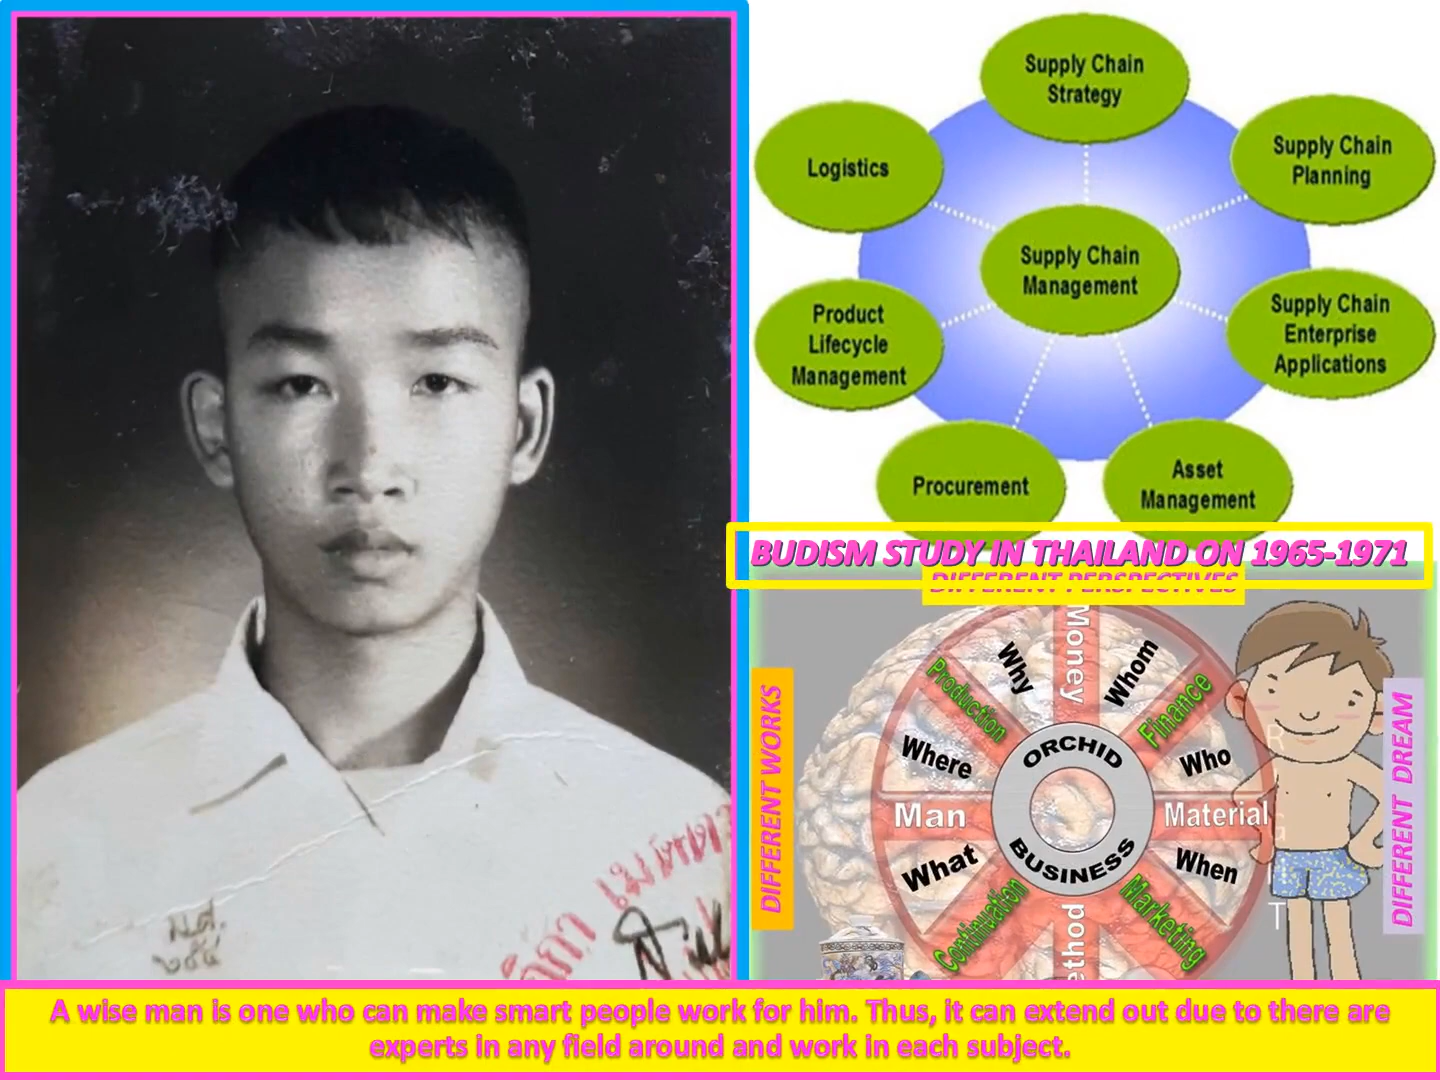 Supply Chain
Strategy
Logistics
Supply Chain
Planning
Supply Chain
Management
Product
Lifecycle
Management
Supply Chain
Enterprise
Applications
Procurement
Asset
Management
BUDISM STUDY IN THAILAND ON 1965-1971
DIFFERENT PERSPECTIVES
DIFFERENT WORKS
DIFFERENT DREAM
Money
Why
Whom
Production
Finance
Where
Who
ORCHID
BUSINESS
Man
Material
What
When
Continuation
Marketing
thod
A wise man is one who can make smart people work for him. Thus, it can extend out due to there are
experts in any field around and work in each subject.